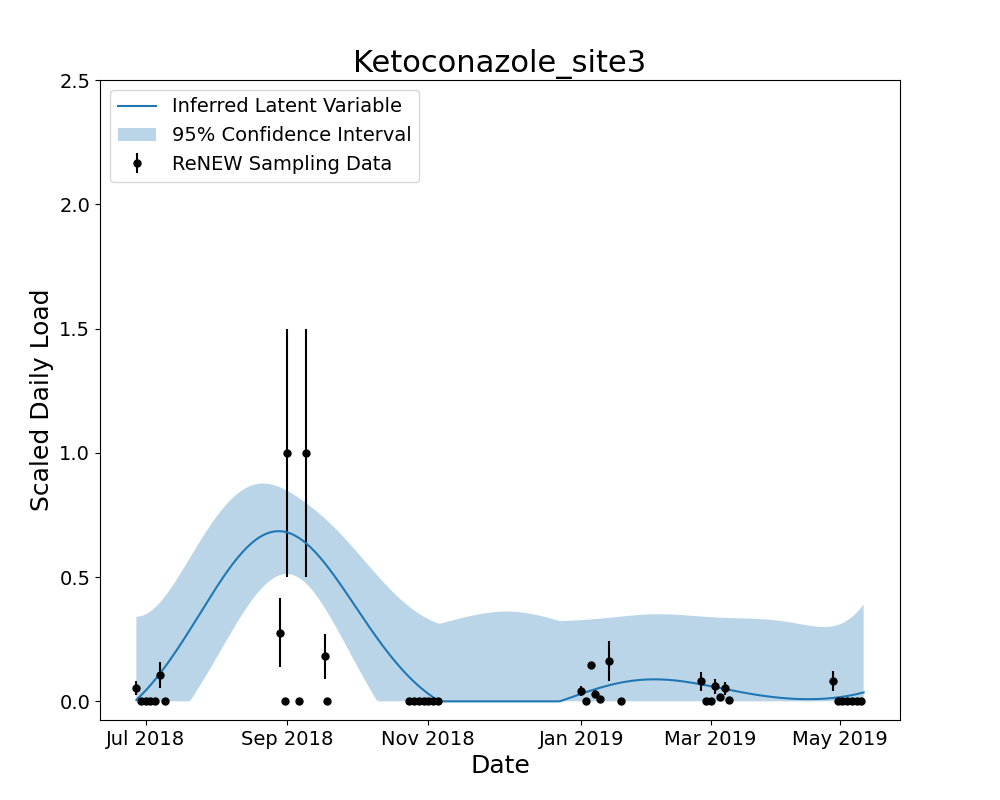 Ketoconazole_site3
Inferred Latent Variable
95% Confidence Interval
ReNEW Sampling Data
Scaled Daily Load
2.5
2.0
1.5
1.0
0.5
0.0
Jul 2018 Sep 2018 Nov 2018 Jan 2019 Mar 2019 May 2019
Date